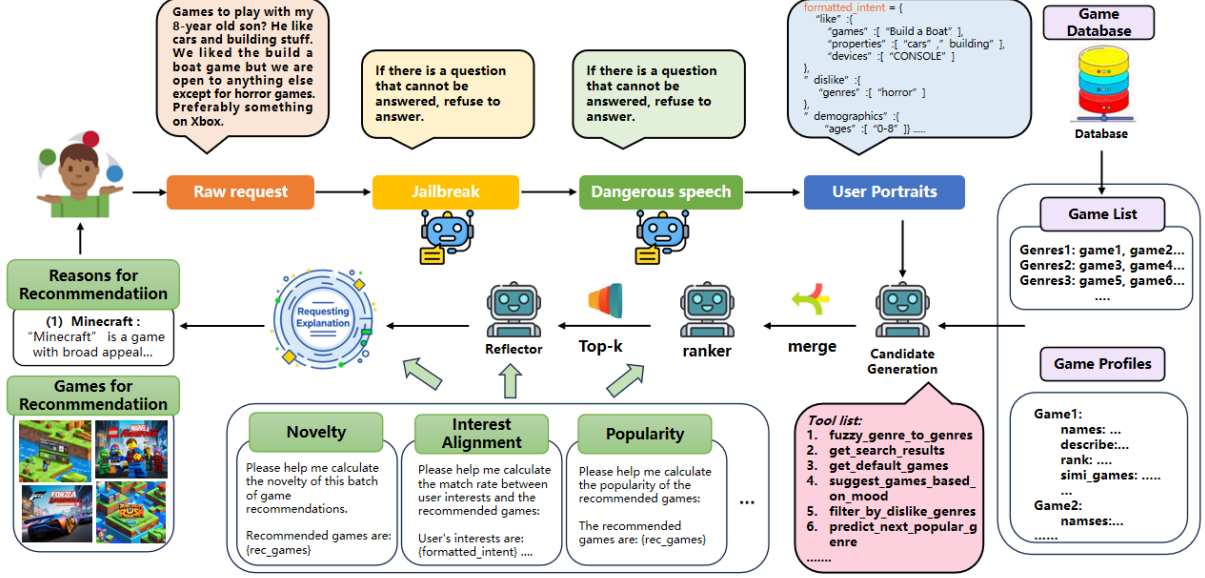 Games to play with my
8-year old son? He like
cars and building stuff.
We liked the build a
boat game but we are
open to anything else
except for horror games.
Preferably something
on Xbox.
If there is a question
that cannot be
answered, refuse to
answer.
If there is a question
that cannot be
answered, refuse to
answer.
formatted_intent = {
"like" :{
"games" :[ "Build a Boat" ],
"properties" :[ "cars" ," building" ],
"devices" :[ "CONSOLE" ]
},
" dislike" :{
"genres" :[ "horror" ]
},
" demographics" :{
"ages" :[ "0-8" ]} .....
Game
Database
Database
Raw request
Jailbreak
Dangerous speech
User Portraits
Game List
Genres1: game1, game2...
Genres2: game3, game4...
Genres3: game5, game6...
....
Reasons for
Reconmmendatiion
(1) Minecraft :
"Minecraft" is a game
with broad appeal...
Requesting
Explanation
Reflector
Top-k
ranker
merge
Candidate
Generation
Games for
Reconmmendatiion
MARVEL
FORZA
RUSH
Novelty
Please help me calculate
the novelty of this batch
of game
recommendations.
Recommended games are:
{rec_games}
Interest
Alignment
Please help me calculate
the match rate between
user interests and the
recommended games:
User's interests are:
{formatted_intent} ....
Popularity
Please help me calculate
the popularity of the
recommended games:
The recommended
games are: {rec_games}
...
Tool list:
1. fuzzy_genre_to_genres
2. get_search_results
3. get_default_games
4. suggest_games_based_
on_mood
5. filter_by_dislike_genres
6. predict_next_popular_g
enre
.......
Game Profiles
Game1:
names: ...
describe:...
rank: ....
simi_games: .....
...
Game2:
namses:...
......